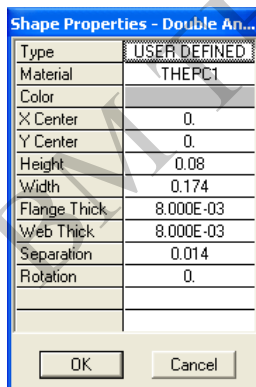 Shape Properties - Double An...
Type USER DEFINED
Material THEPC1
Color
X Center 0.
Y Center 0.
Height 0.08
Width 0.174
Flange Thick 8.000E-03
Web Thick 8.000E-03
Separation 0.014
Rotation 0.
OK Cancel
BMT